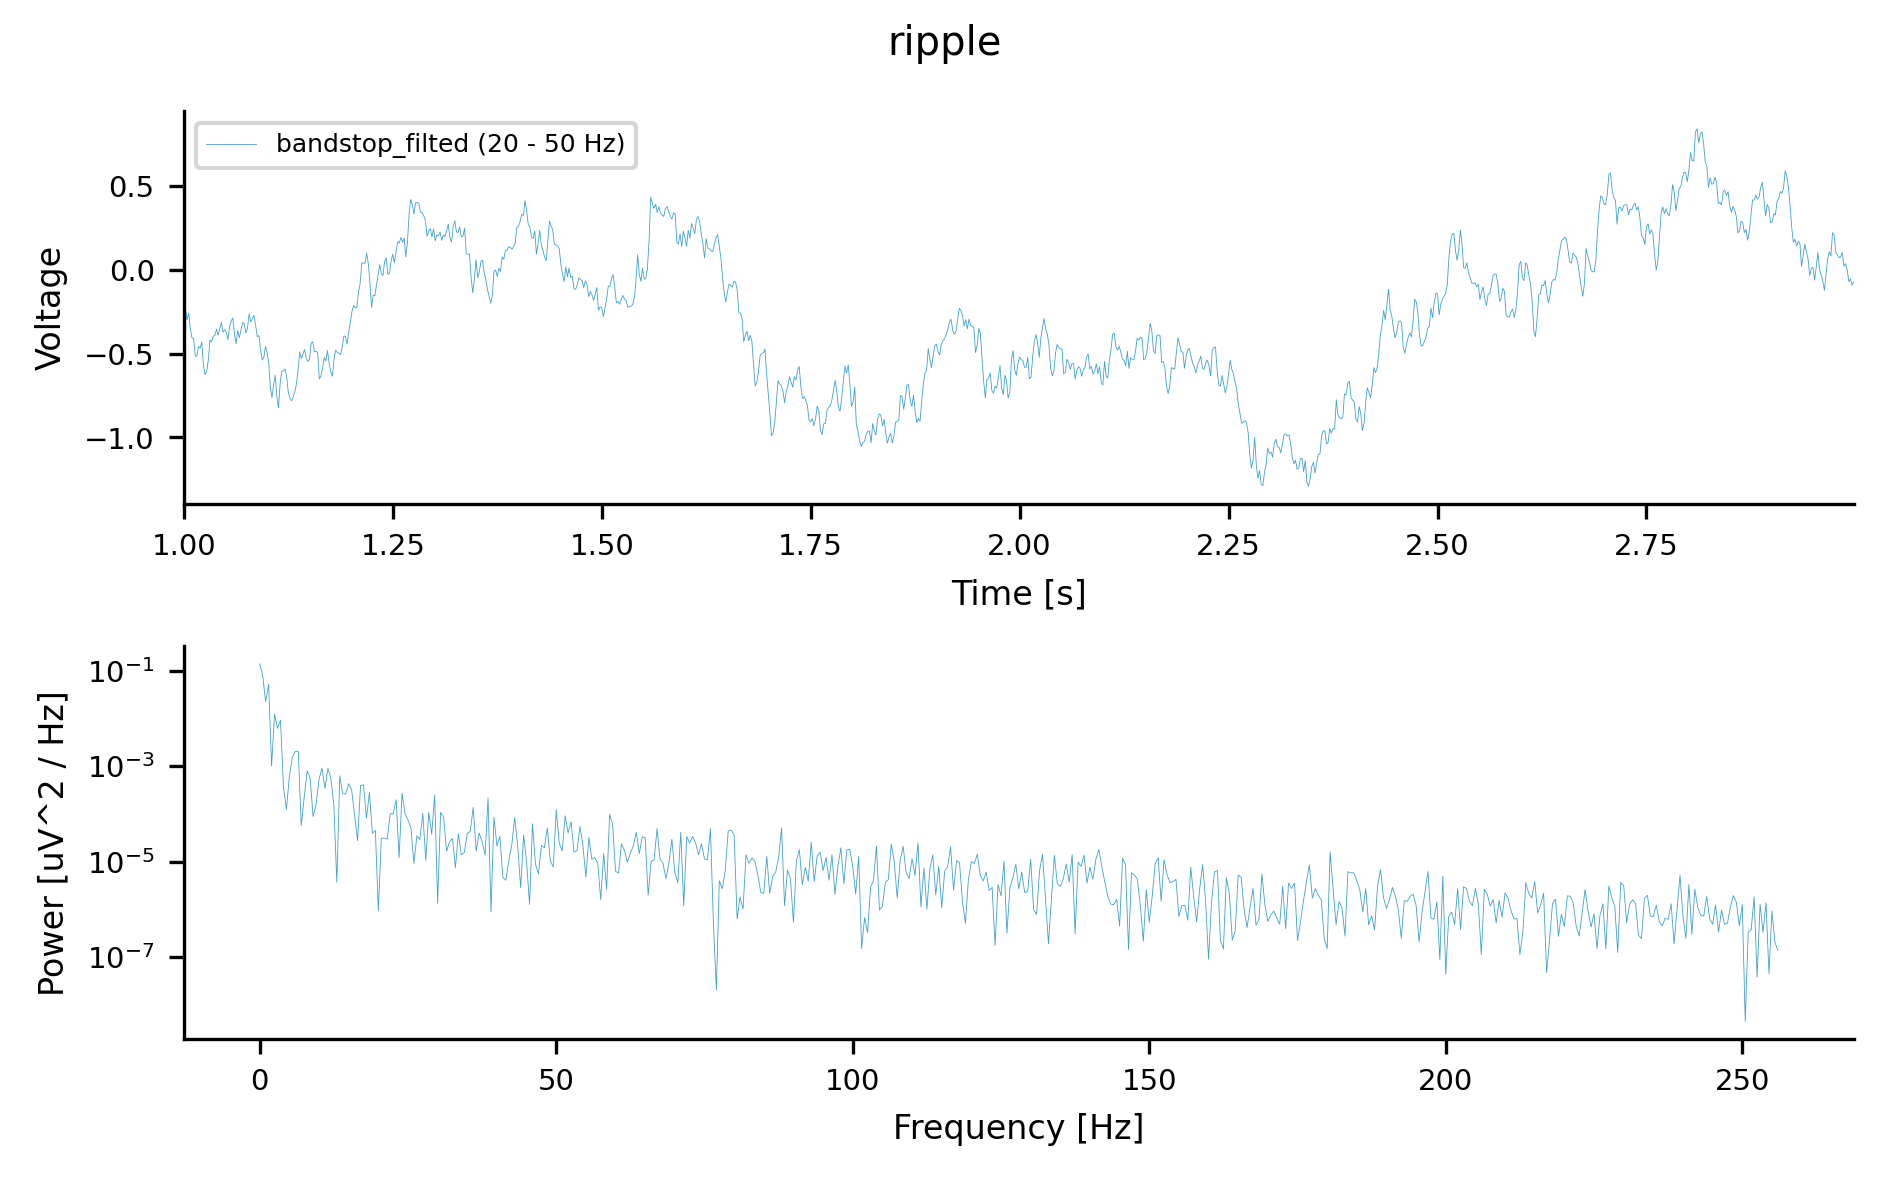 ripple
bandstop_filted (20 - 50 Hz)
Voltage
0.5
0.0
−0.5
−1.0
1.00 1.25 1.50 1.75 2.00 2.25 2.50 2.75
Time [s]
Power [uV^2 / Hz]
10⁻¹
10⁻³
10⁻⁵
10⁻⁷
0 50 100 150 200 250
Frequency [Hz]